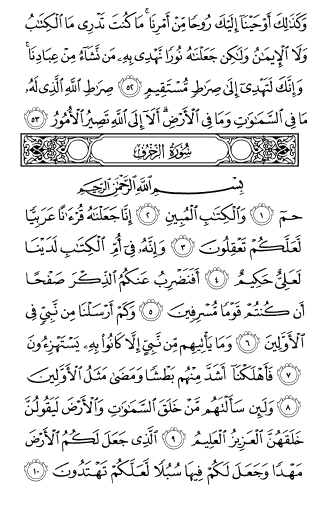 وَكَذَٰلِكَ أَوْحَيْنَآ إِلَيْكَ رُوحًا مِّنْ أَمْرِنَا ۚ مَا كُنتَ تَدْرِى مَا ٱلْكِتَٰبُ
وَلَا ٱلْإِيمَٰنُ وَلَٰكِن جَعَلْنَٰهُ نُورًا نَّهْدِى بِهِۦ مَن نَّشَآءُ مِنْ عِبَادِنَا ۚ
وَإِنَّكَ لَتَهْدِىٓ إِلَىٰ صِرَٰطٍ مُّسْتَقِيمٍ ٥٢ صِرَٰطِ ٱللَّهِ ٱلَّذِى لَهُۥ
مَا فِى ٱلسَّمَٰوَٰتِ وَمَا فِى ٱلْأَرْضِ ۗ أَلَآ إِلَى ٱللَّهِ تَصِيرُ ٱلْأُمُورُ ٥٣
سُورَةُ ٱلزُّخْرُفِ
بِسْمِ ٱللَّهِ ٱلرَّحْمَٰنِ ٱلرَّحِيمِ
حمٓ ١ وَٱلْكِتَٰبِ ٱلْمُبِينِ ٢ إِنَّا جَعَلْنَٰهُ قُرْءَٰنًا عَرَبِيًّا
لَّعَلَّكُمْ تَعْقِلُونَ ٣ وَإِنَّهُۥ فِىٓ أُمِّ ٱلْكِتَٰبِ لَدَيْنَا
لَعَلِىٌّ حَكِيمٌ ٤ أَفَنَضْرِبُ عَنكُمُ ٱلذِّكْرَ صَفْحًا
أَن كُنتُمْ قَوْمًا مُّسْرِفِينَ ٥ وَكَمْ أَرْسَلْنَا مِن نَّبِىٍّ فِى
ٱلْأَوَّلِينَ ٦ وَمَا يَأْتِيهِم مِّن نَّبِىٍّ إِلَّا كَانُوا۟ بِهِۦ يَسْتَهْزِءُونَ
٧ فَأَهْلَكْنَآ أَشَدَّ مِنْهُم بَطْشًا وَمَضَىٰ مَثَلُ ٱلْأَوَّلِينَ
٨ وَلَئِن سَأَلْتَهُم مَّنْ خَلَقَ ٱلسَّمَٰوَٰتِ وَٱلْأَرْضَ لَيَقُولُنَّ
خَلَقَهُنَّ ٱلْعَزِيزُ ٱلْعَلِيمُ ٩ ٱلَّذِى جَعَلَ لَكُمُ ٱلْأَرْضَ
مَهْدًا وَجَعَلَ لَكُمْ فِيهَا سُبُلًا لَّعَلَّكُمْ تَهْتَدُونَ ١٠